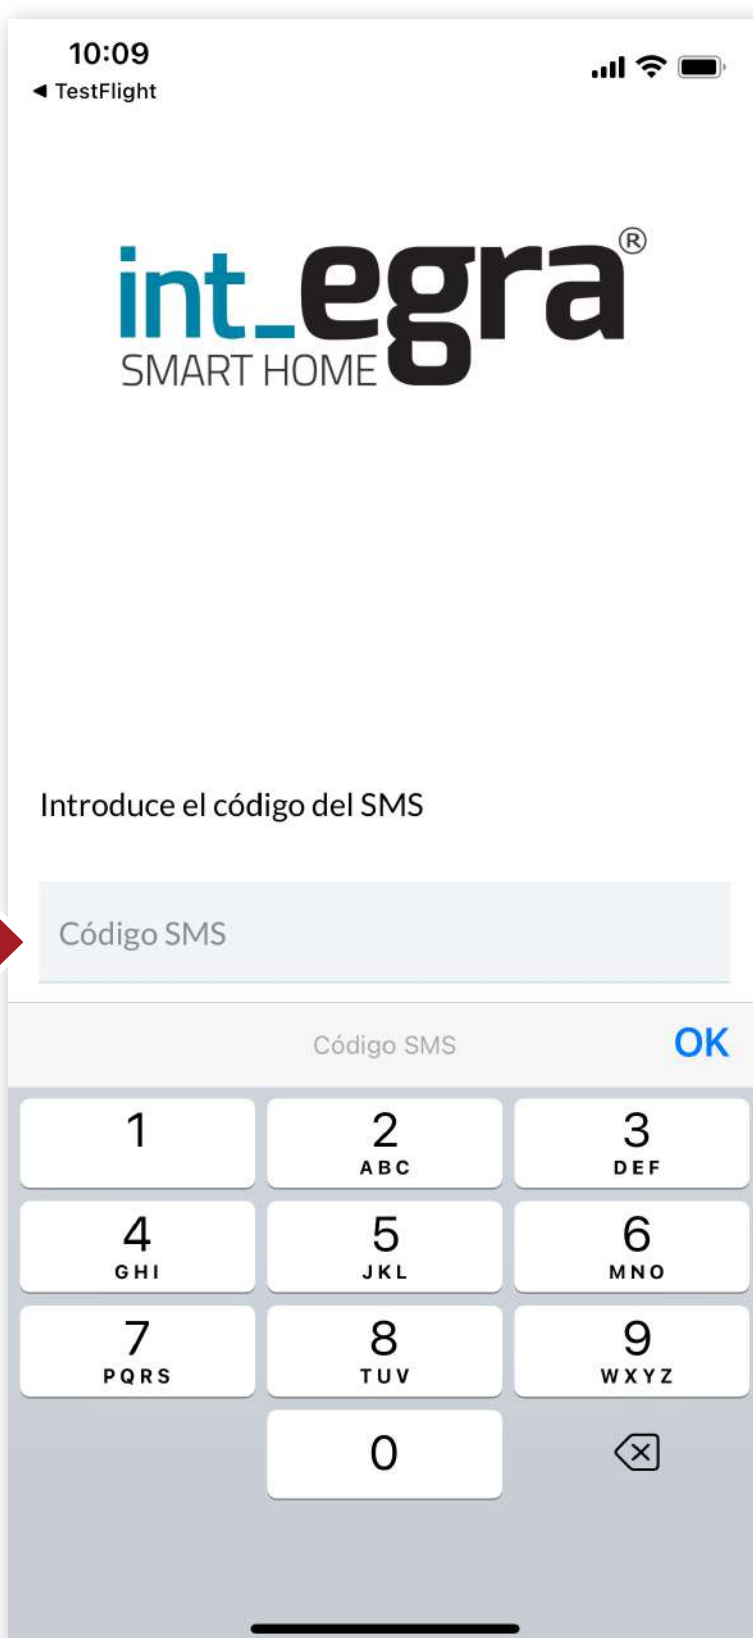 10:09
◀ TestFlight
int_egra®
SMART HOME
Introduce el código del SMS
Código SMS
Código SMS OK
1 2 3
ABC DEF
4 5 6
GHI JKL MNO
7 8 9
PQRS TUV WXYZ
0